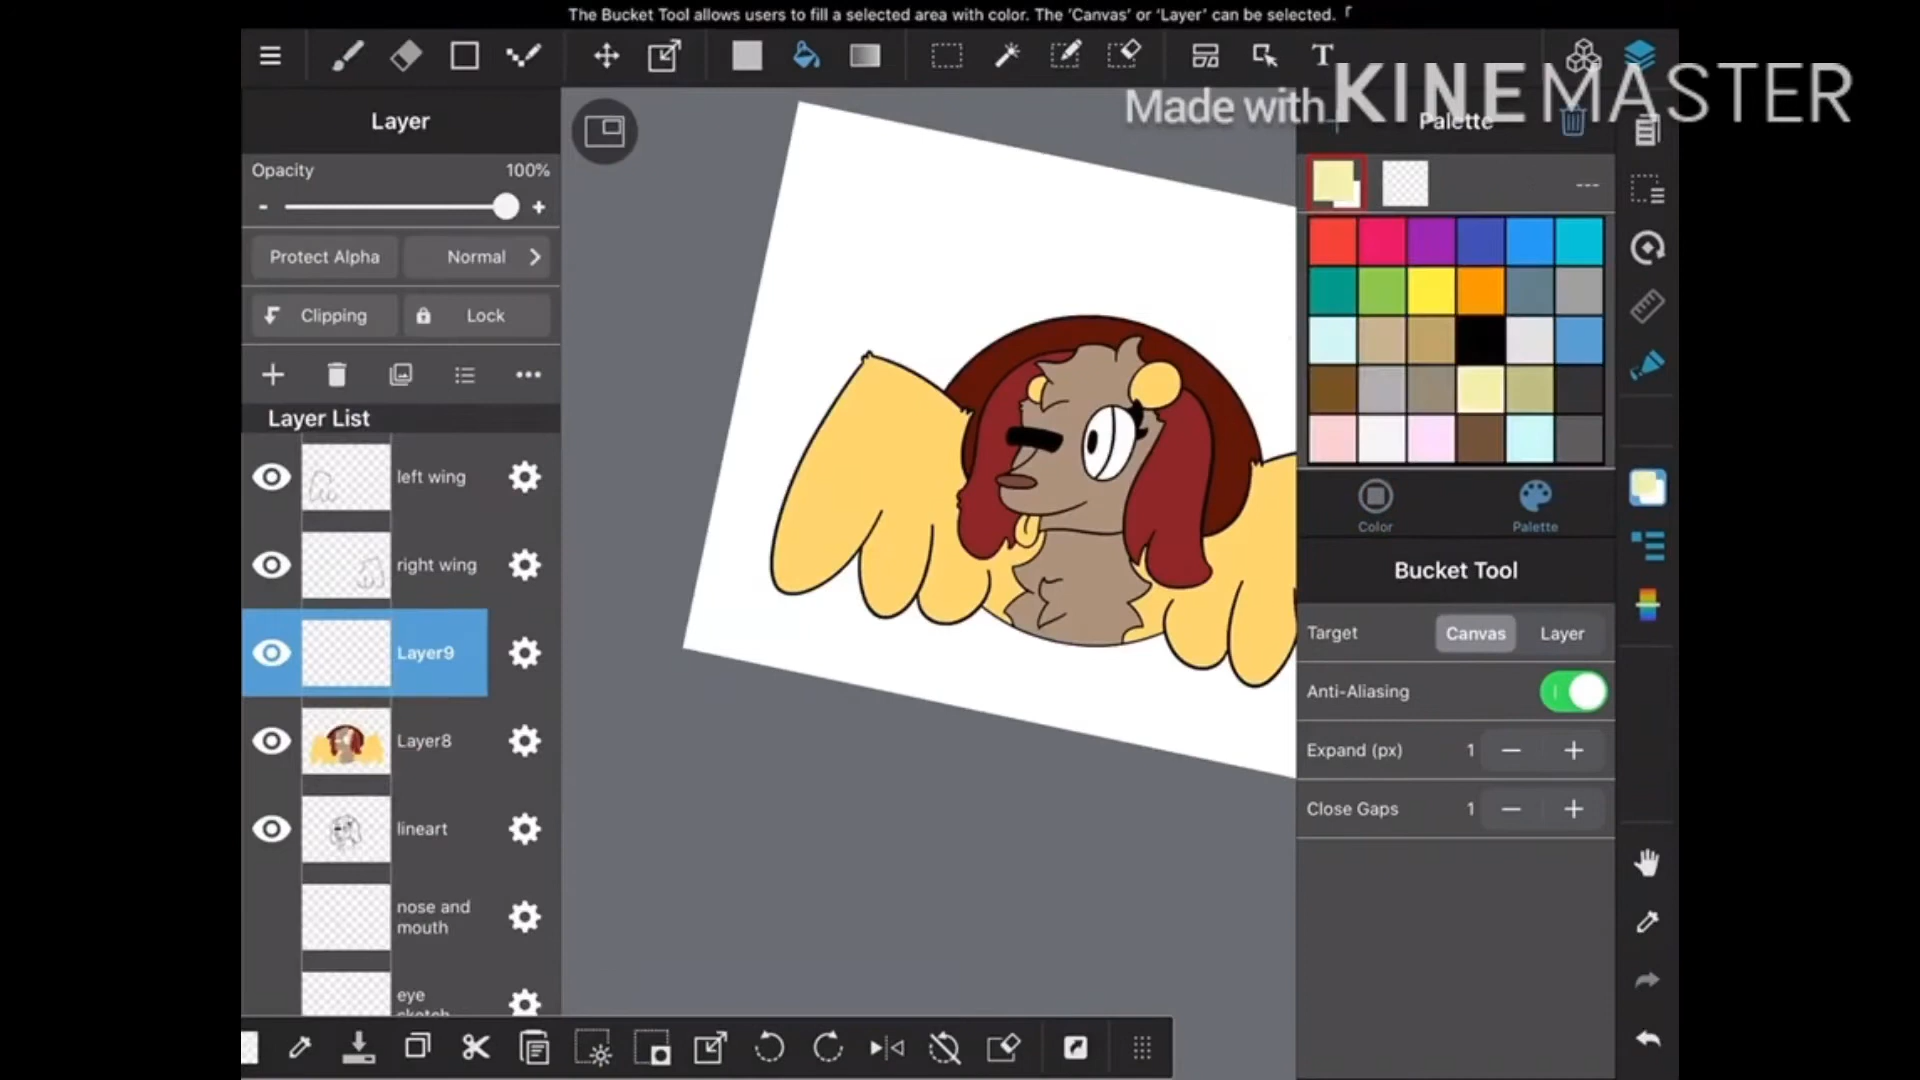 The Bucket Tool allows users to fill a selected area with color. The ‘Canvas’ or ‘Layer’ can be selected. ｢
T
Made with KINEMASTER
Layer
Opacity 100%
- +
Protect Alpha Normal
Clipping Lock
Layer List
left wing
right wing
Layer9
Layer8
lineart
nose and
mouth
eye
sketch
Palette
Color Palette
Bucket Tool
Target Canvas Layer
Anti-Aliasing
Expand (px) 1
Close Gaps 1